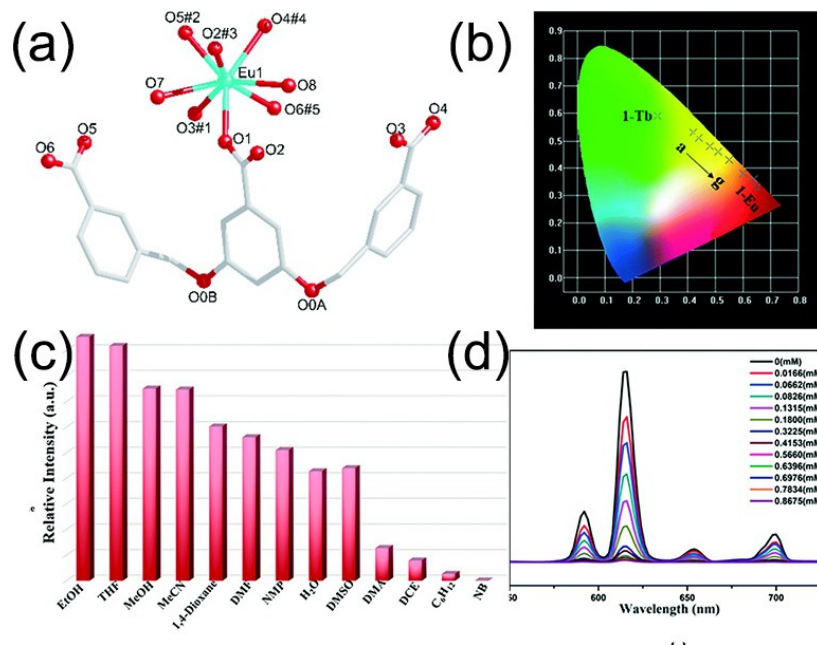 (a)
O5#2
O2#3
O4#4
Eu1
O7
O8
O3#1
O6#5
O5
O6
O1
O2
O3
O4
O0B
O0A
(b)
0.9
0.8
0.7
0.6
0.5
0.4
0.3
0.2
0.1
0.0
1-Tb
a
g
1-Eu
0.0 0.1 0.2 0.3 0.4 0.5 0.6 0.7 0.8
(c)
Relative Intensity (a.u.)
EtOH
THF
MeOH
MeCN
1,4-Dioxane
DMF
NMP
H₂O
DMSO
DMA
DCE
C₆H₁₂
NB
(d)
0(mM)
0.0166(mM
0.0662(mM
0.0826(mM
0.1315(mM
0.1800(mM
0.3225(mM
0.4153(mM
0.5660(mM
0.6396(mM
0.6976(mM
0.7834(mM
0.8675(mM
50 600 650 700
Wavelength (nm)